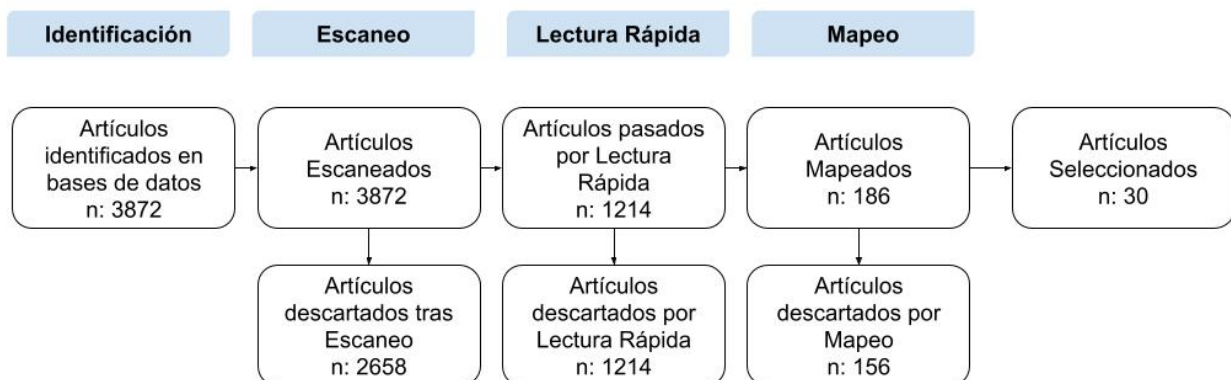 Identificación
Escaneo
Lectura Rápida
Mapeo
Artículos
identificados en
bases de datos
n: 3872
Artículos
Escaneados
n: 3872
Artículos pasados
por Lectura
Rápida
n: 1214
Artículos
Mapeados
n: 186
Artículos
Seleccionados
n: 30
Artículos
descartados tras
Escaneo
n: 2658
Artículos
descartados por
Lectura Rápida
n: 1214
Artículos
descartados por
Mapeo
n: 156